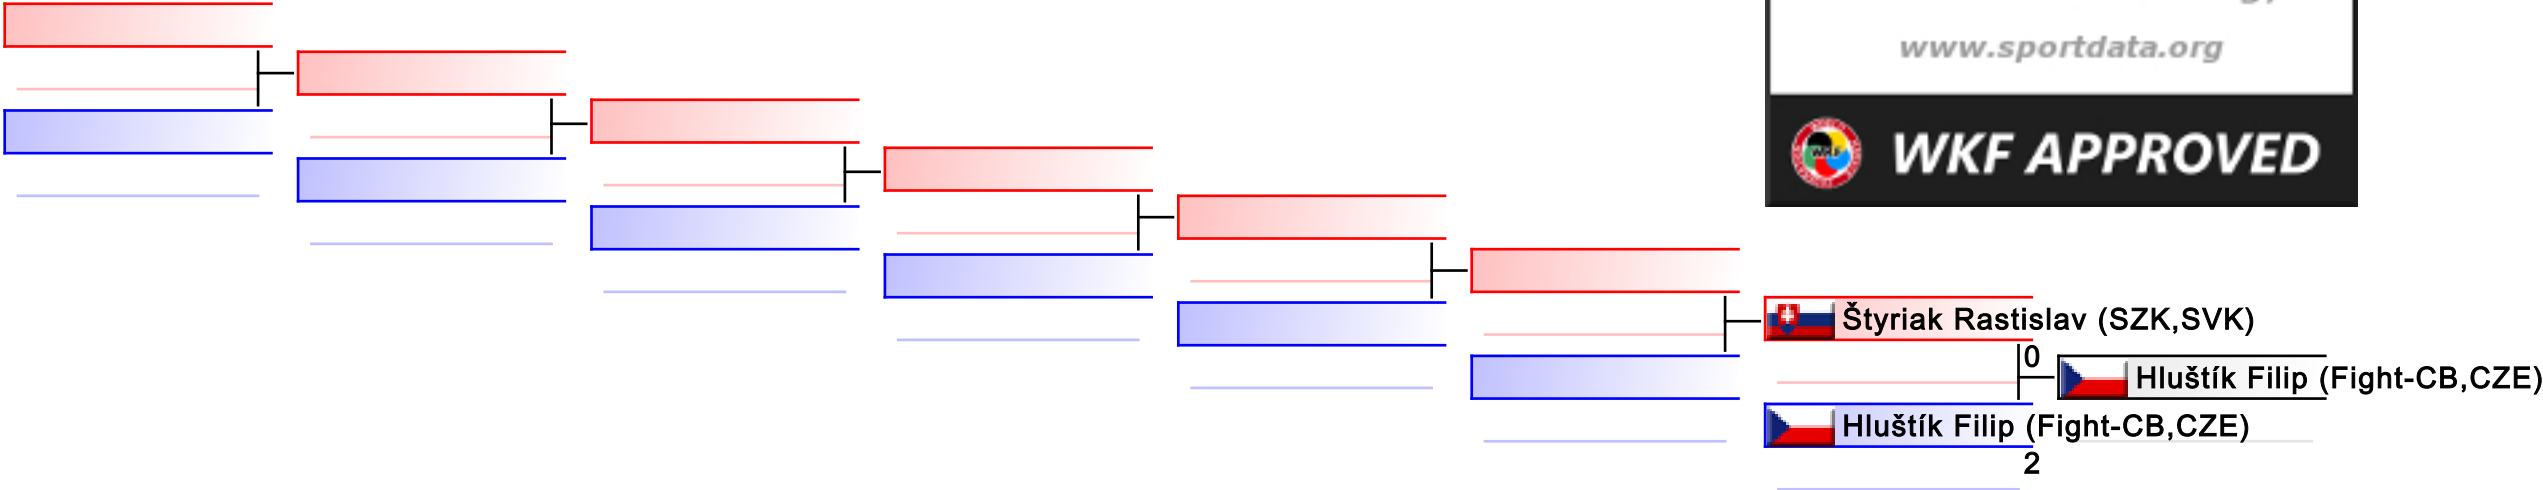 www.sportdata.org
WKF APPROVED
Štyriak Rastislav (SZK,SVK)
0
Hluštík Filip (Fight-CB,CZE)
Hluštík Filip (Fight-CB,CZE)
2